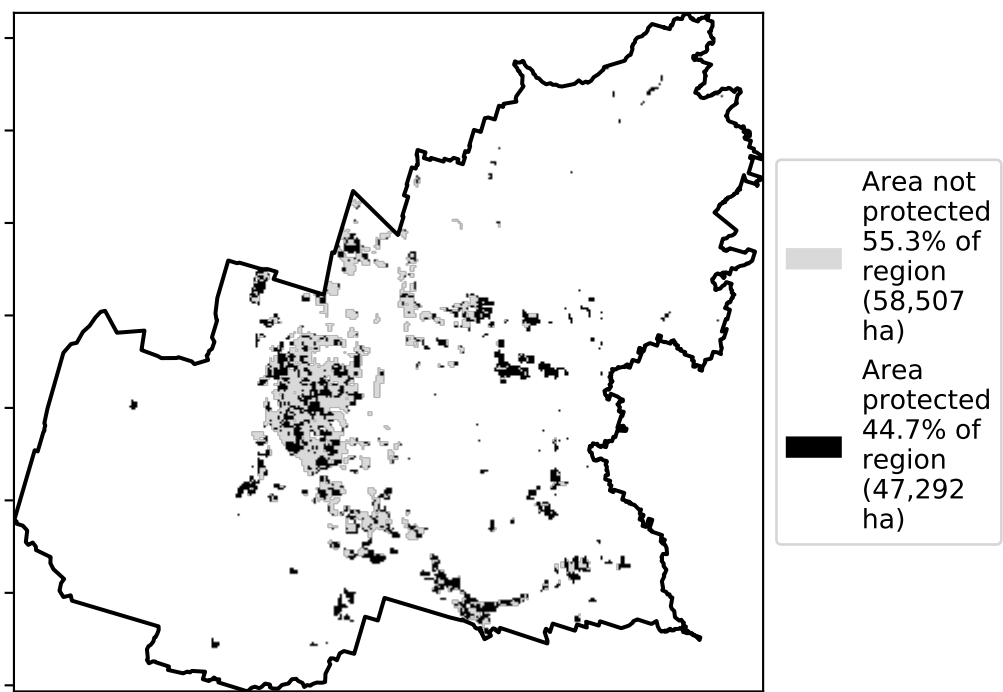 Area not
protected
55.3% of
region
(58,507
ha)
Area
protected
44.7% of
region
(47,292
ha)